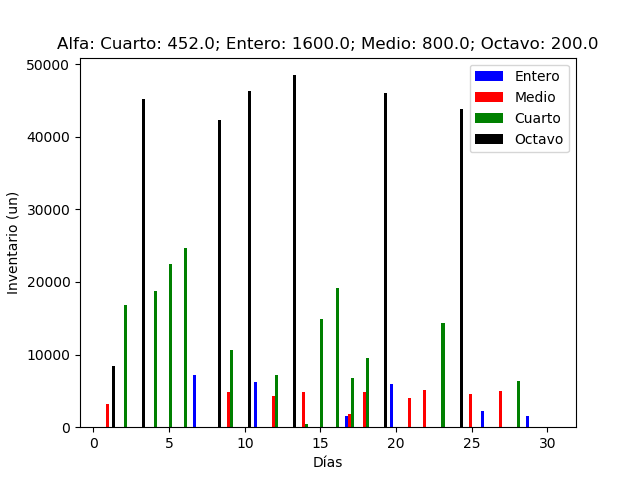 Alfa: Cuarto: 452.0; Entero: 1600.0; Medio: 800.0; Octavo: 200.0
50000
40000
30000
20000
10000
0
Inventario (un)
Entero
Medio
Cuarto
Octavo
0 5 10 15 20 25 30
Días